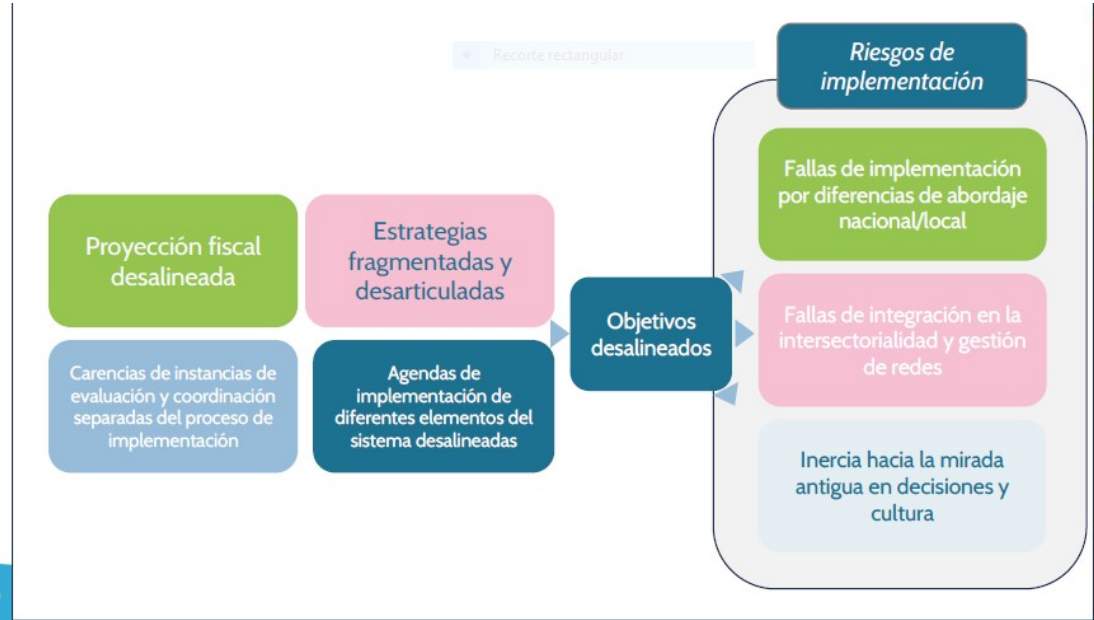 Recorte rectangular
Riesgos de
implementación
Proyección fiscal
desalineada
Estrategias
fragmentadas y
desarticuladas
Carencias de instancias de
evaluación y coordinación
separadas del proceso de
implementación
Agendas de
implementación de
diferentes elementos del
sistema desalineadas
Objetivos
desalineados
Fallas de implementación
por diferencias de abordaje
nacional/local
Fallas de integración en la
intersectorialidad y gestión
de redes
Inercia hacia la mirada
antigua en decisiones y
cultura